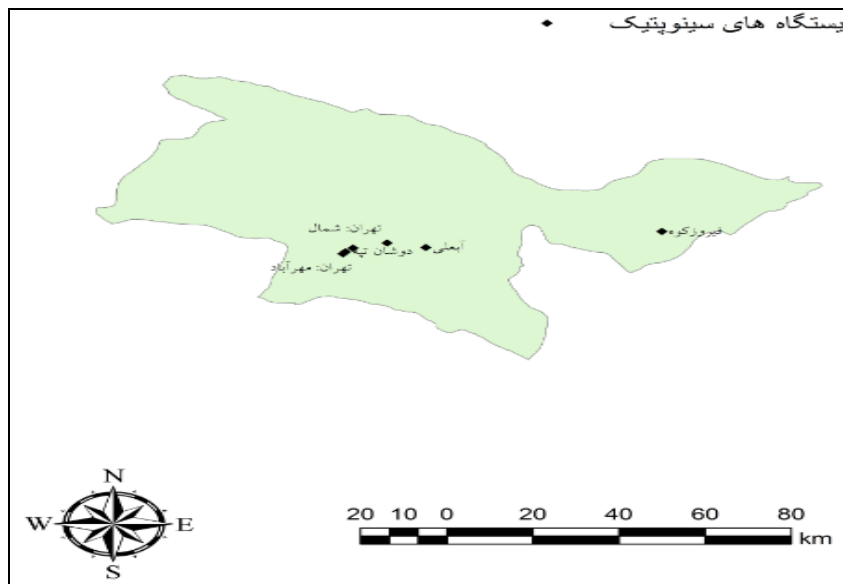 یستگاه های سینوپتیک
تهران: شمال
دوشان تپه
آبعلی
فیروزکوه
تهران: مهرآباد
N
W E
S
20 10 0 20 40 60 80
km